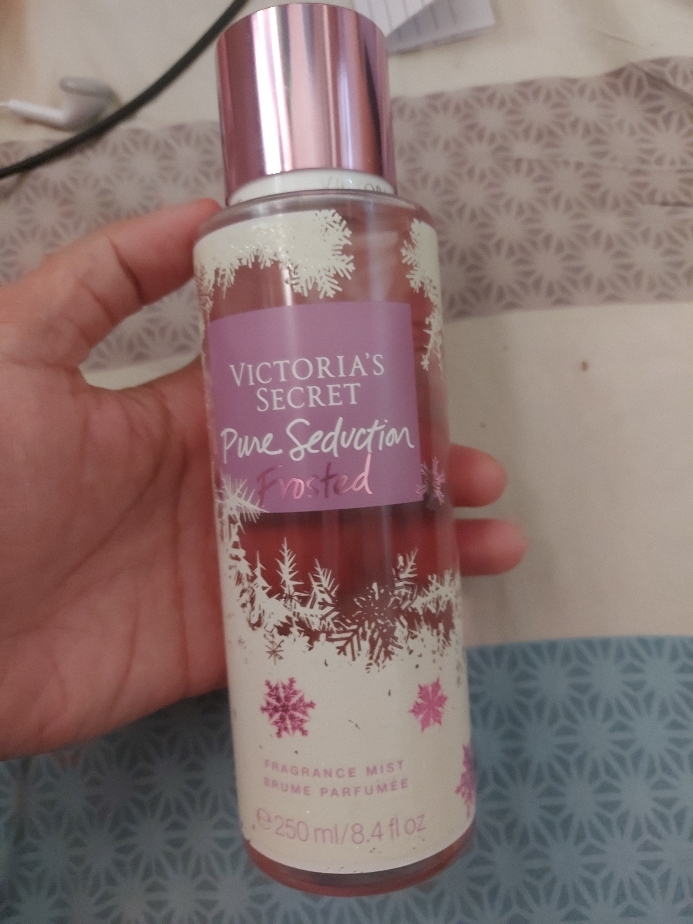 VICTORIA'S
SECRET
Pure Seduction
Frosted
FRAGRANCE MIST
BRUME PARFUMÉE
℮250 ml/8.4 fl oz